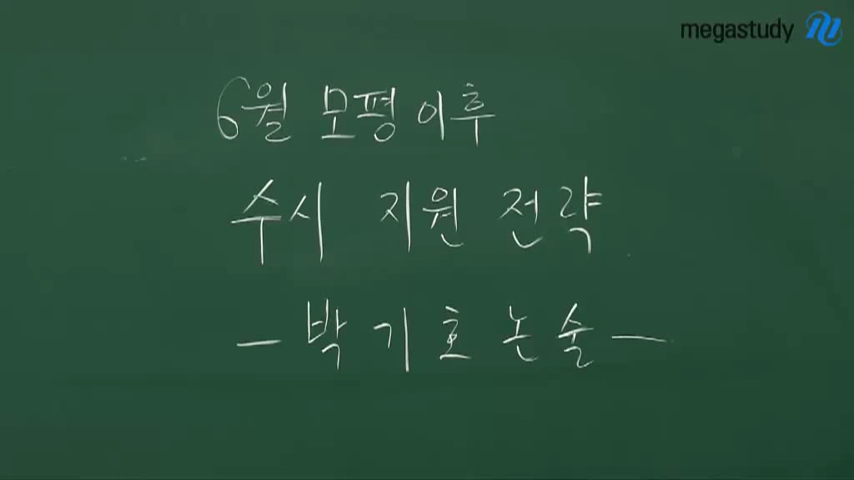 megastudy
6월 모평 이후
수시 지원 전략
- 박기호 논술 -